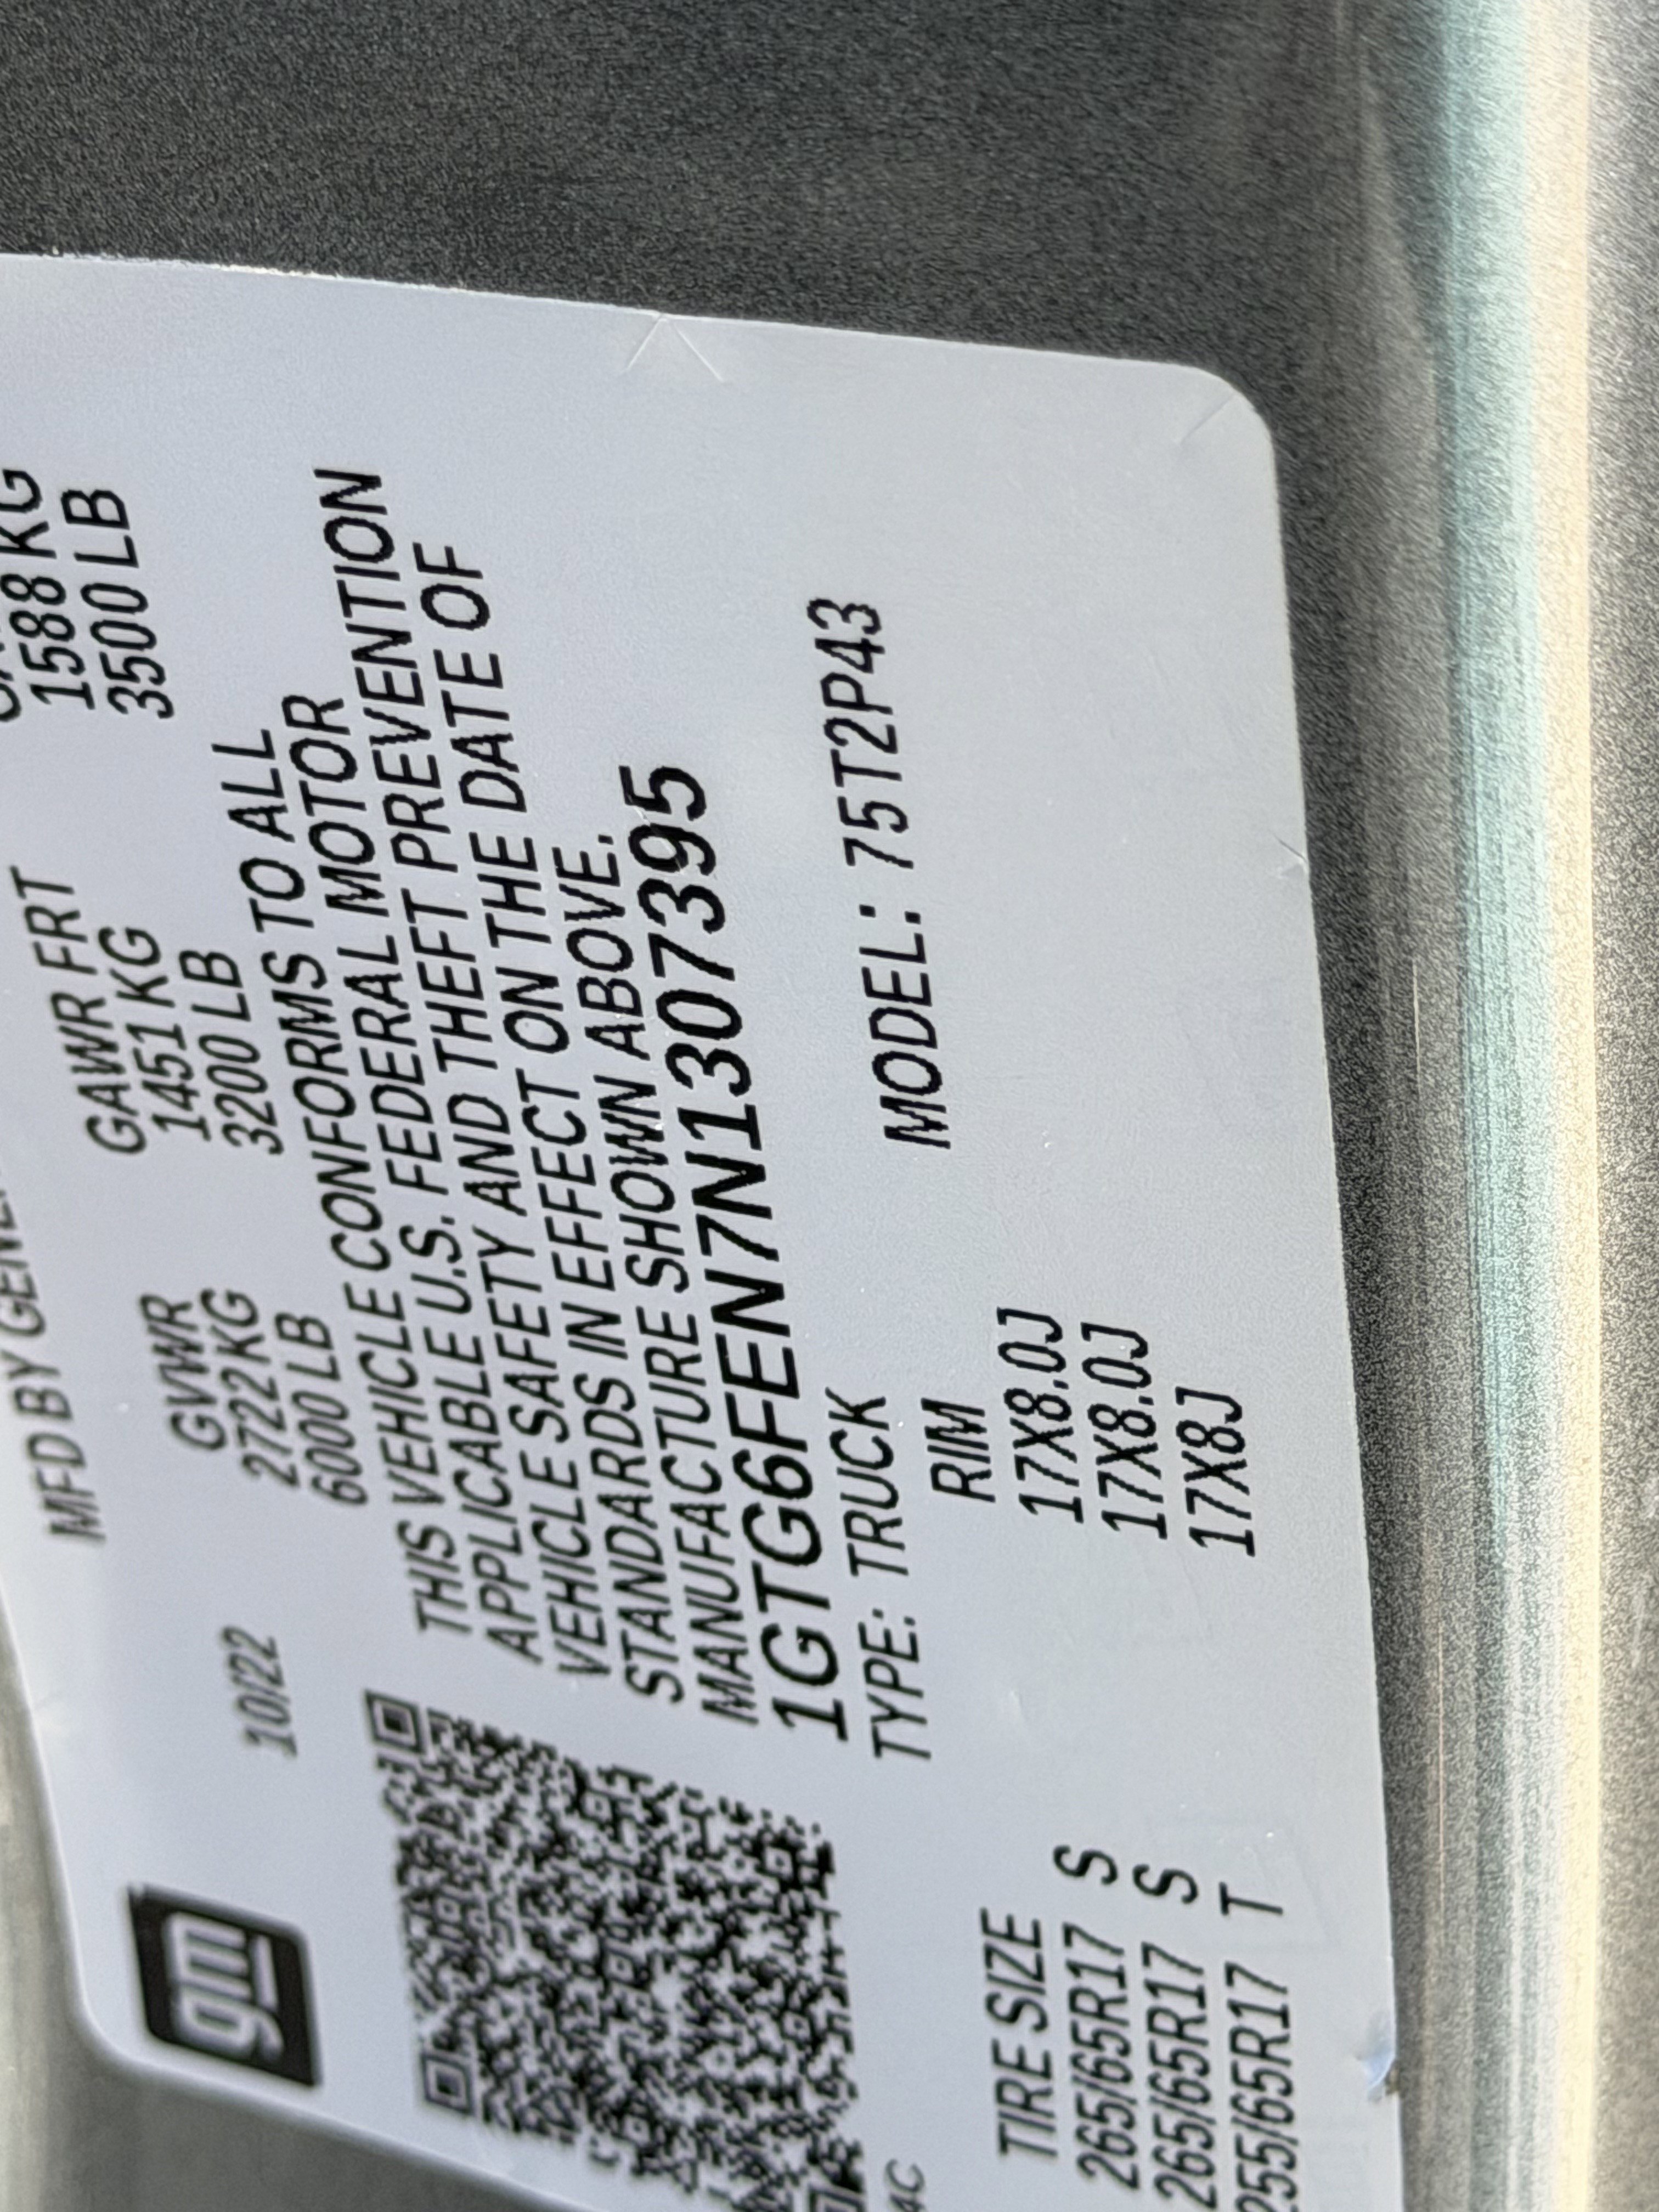 gm
MFD BY
10/22
GVWR
2722KG
6000 LB
GAWR FRT
1451 KG
3200 LB
1588 KG
3500 LB
THIS VEHICLE CONFORMS TO ALL
APPLICABLE U.S. FEDERAL MOTOR
VEHICLE SAFETY AND THEFT PREVENTION
STANDARDS IN EFFECT ON THE DATE OF
MANUFACTURE SHOWN ABOVE.
1GTG6FEN7N1307395
TYPE: TRUCK
MODEL: 75T2P43
4C
TIRE SIZE RIM
265/65R17 S 17X8.0J
265/65R17 S 17X8.0J
255/65R17 T 17X8J